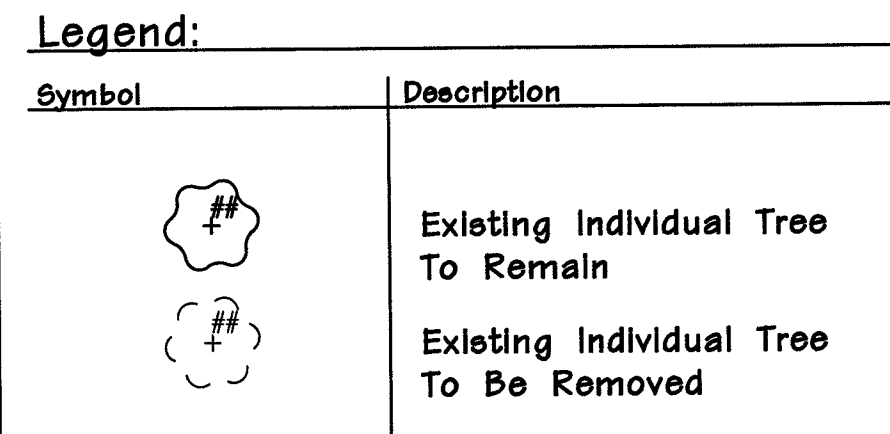 Legend:
Symbol Description
##
+
Existing Individual Tree
To Remain
##
+
Existing Individual Tree
To Be Removed